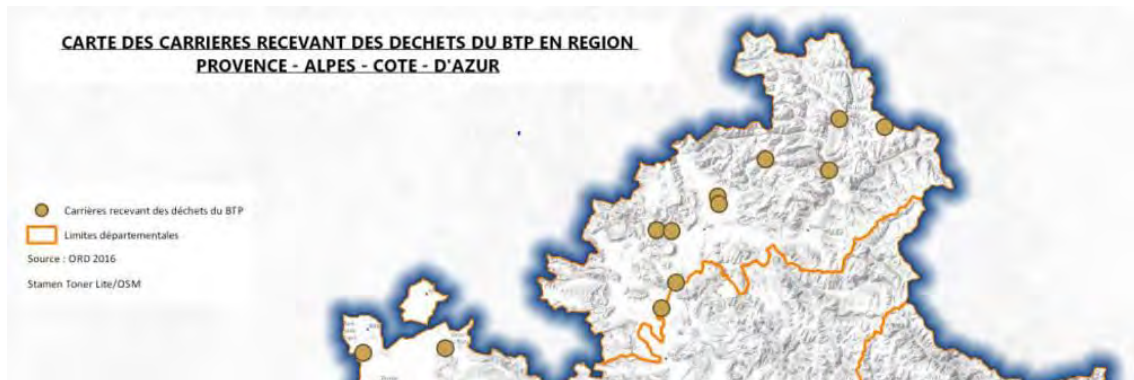 CARTE DES CARRIERES RECEVANT DES DECHETS DU BTP EN REGION
PROVENCE - ALPES - COTE - D'AZUR
Carrières recevant des déchets du BTP
Limites départementales
Source : ORD 2016
Stamen Toner Lite/OSM